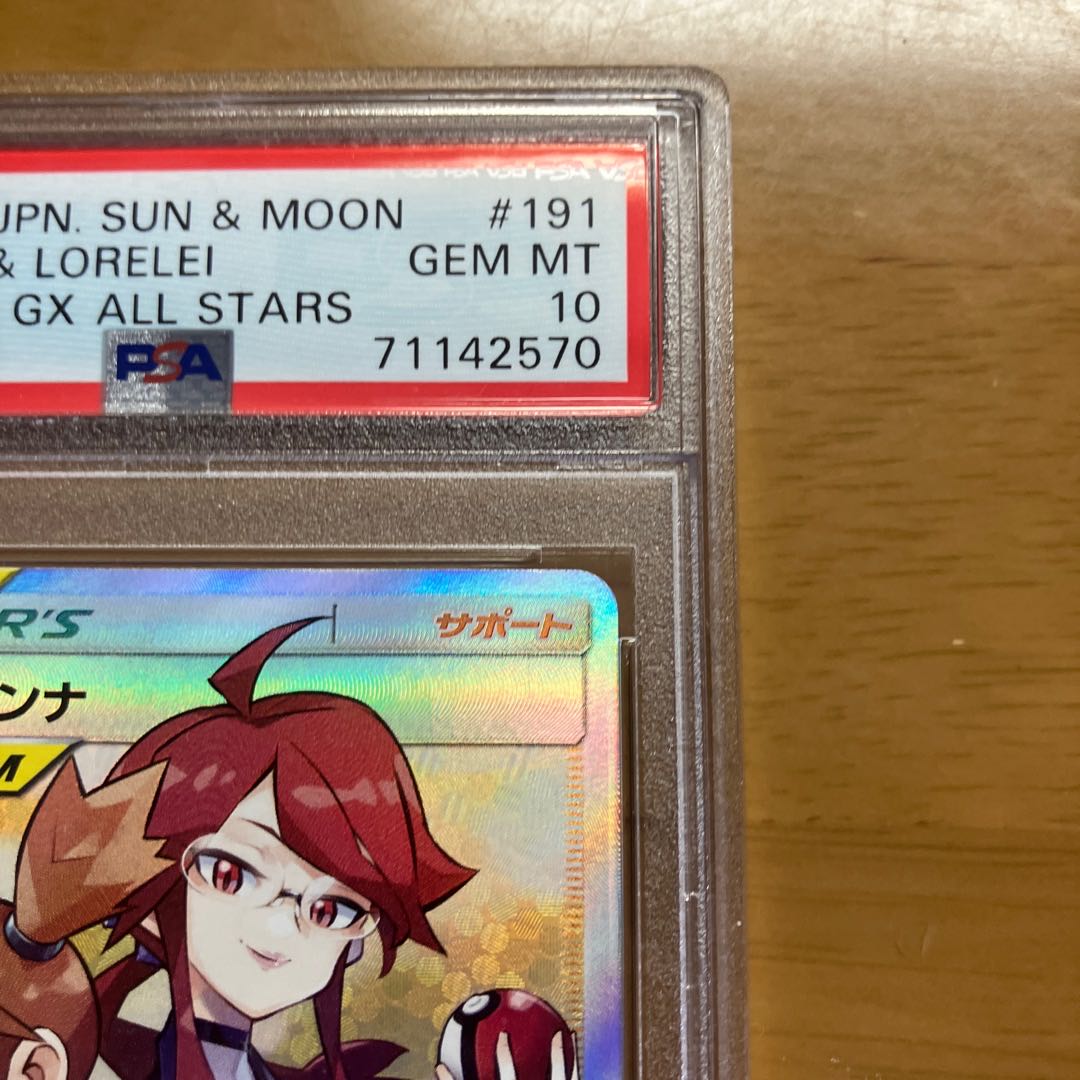 JPN. SUN & MOON #191
& LORELEI GEM MT
GX ALL STARS 10
PSA 71142570
R'S サポート
ンナ
M